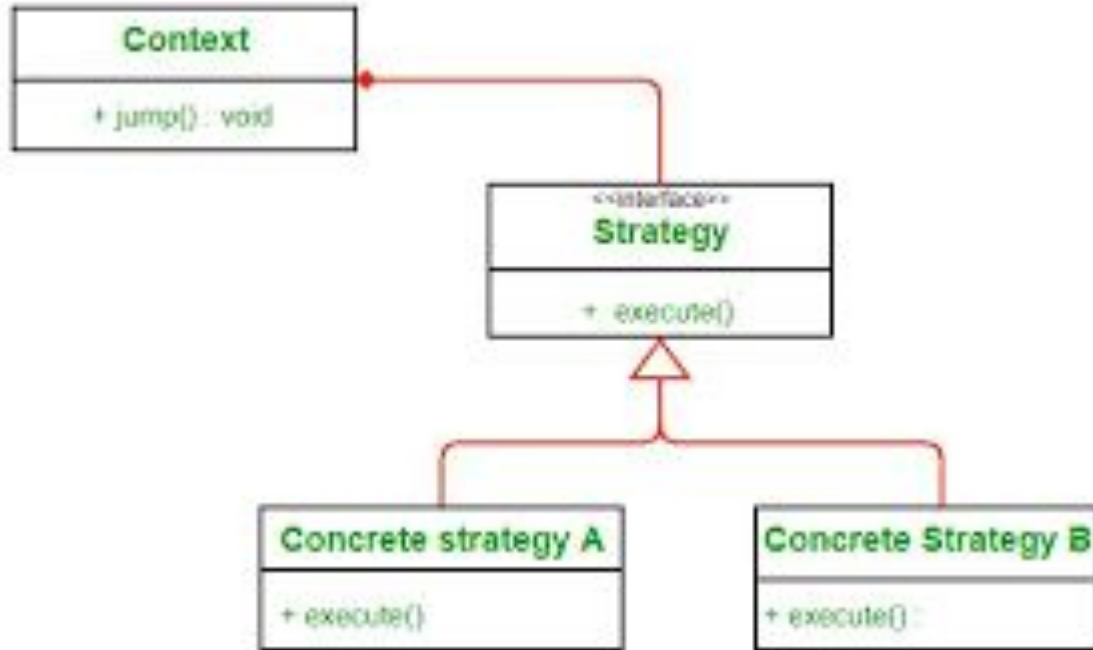 Context
+ jump() : void
<<interface>>
Strategy
+ execute()
Concrete strategy A
+ execute()
Concrete Strategy B
+ execute() :